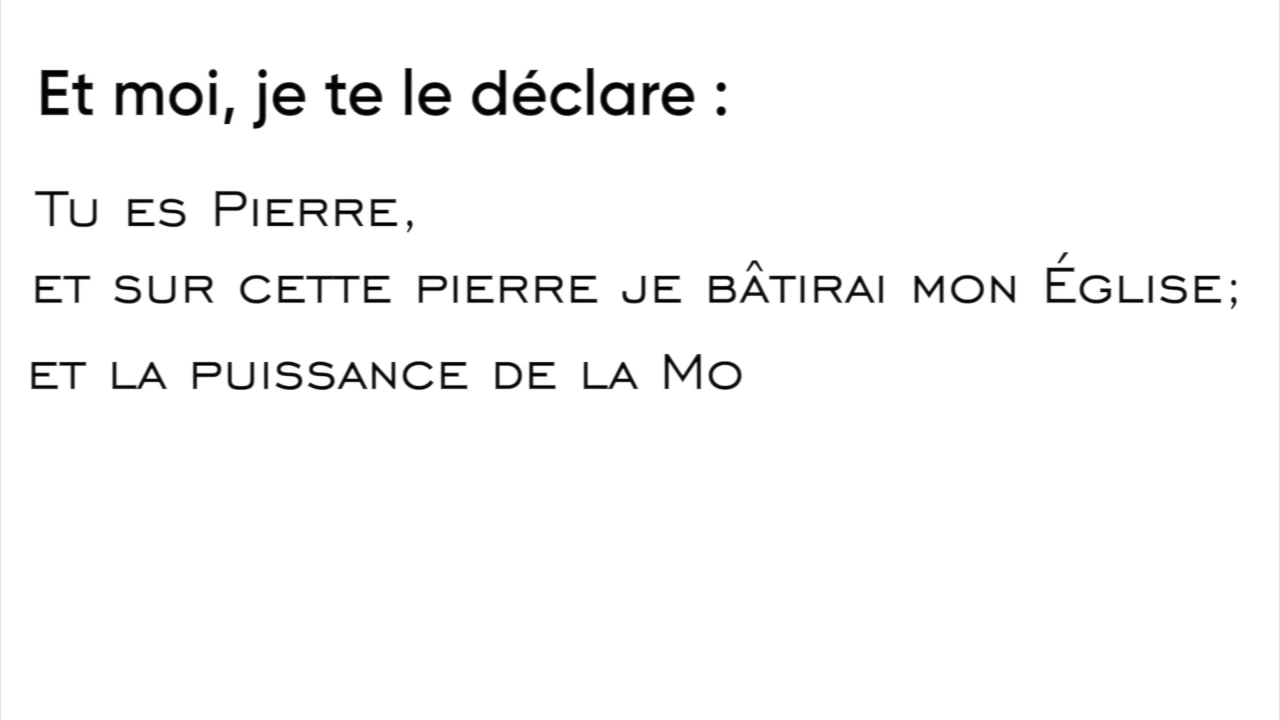 Et moi, je te le déclare :
Tu es Pierre,
et sur cette pierre je bâtirai mon Église;
et la puissance de la Mo